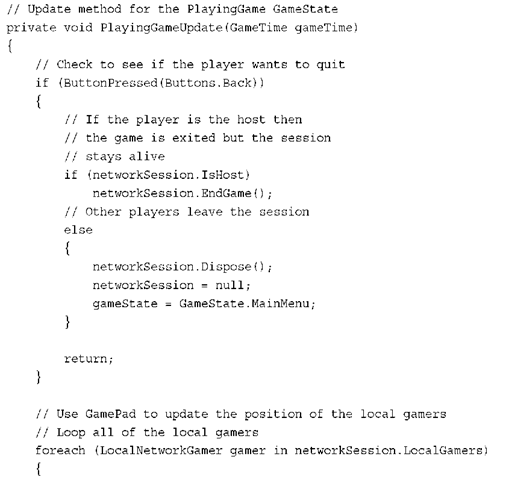 // Update method for the PlayingGame GameState
private void PlayingGameUpdate(GameTime gameTime)
{
    // Check to see if the player wants to quit
    if (ButtonPressed(Buttons.Back))
    {
        // If the player is the host then
        // the game is exited but the session
        // stays alive
        if (networkSession.IsHost)
            networkSession.EndGame();
        // Other players leave the session
        else
        {
            networkSession.Dispose();
            networkSession = null;
            gameState = GameState.MainMenu;
        }

        return;
    }

    // Use GamePad to update the position of the local gamers
    // Loop all of the local gamers
    foreach (LocalNetworkGamer gamer in networkSession.LocalGamers)
    {